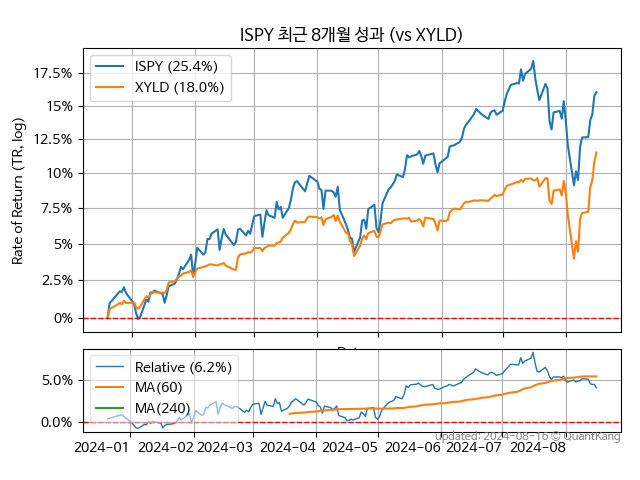 ISPY 최근 8개월 성과 (vs XYLD)
Rate of Return (TR, log)
17.5%
15%
12.5%
10%
7.5%
5%
2.5%
0%
ISPY (25.4%)
XYLD (18.0%)
5.0%
0.0%
Relative (6.2%)
MA(60)
MA(240)
2024-01 2024-02 2024-03 2024-04 2024-05 2024-06 2024-07 2024-08
updated: 2024-08-16 © QuantKang